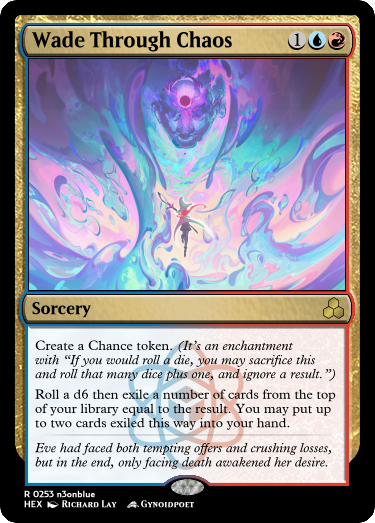 Wade Through Chaos 1
Sorcery
Create a Chance token. (It's an enchantment
with “If you would roll a die, you may sacrifice this
and roll that many dice plus one, and ignore a result.”)
Roll a d6 then exile a number of cards from the top
of your library equal to the result. You may put up
to two cards exiled this way into your hand.
Eve had faced both tempting offers and crushing losses,
but in the end, only facing death awakened her desire.
R 0253 n3onblue
HEX Richard Lay Gynoidpoet